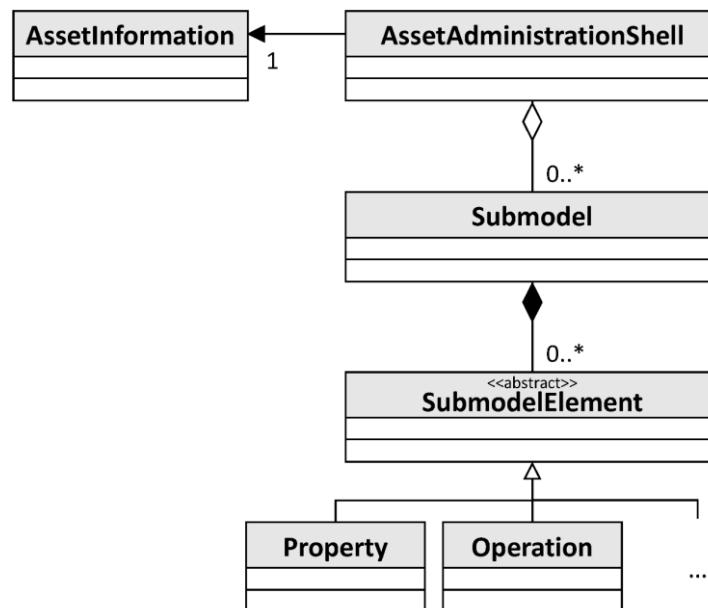 AssetInformation
AssetAdministrationShell
1
0..*
Submodel
0..*
<<abstract>>
SubmodelElement
Property
Operation
...